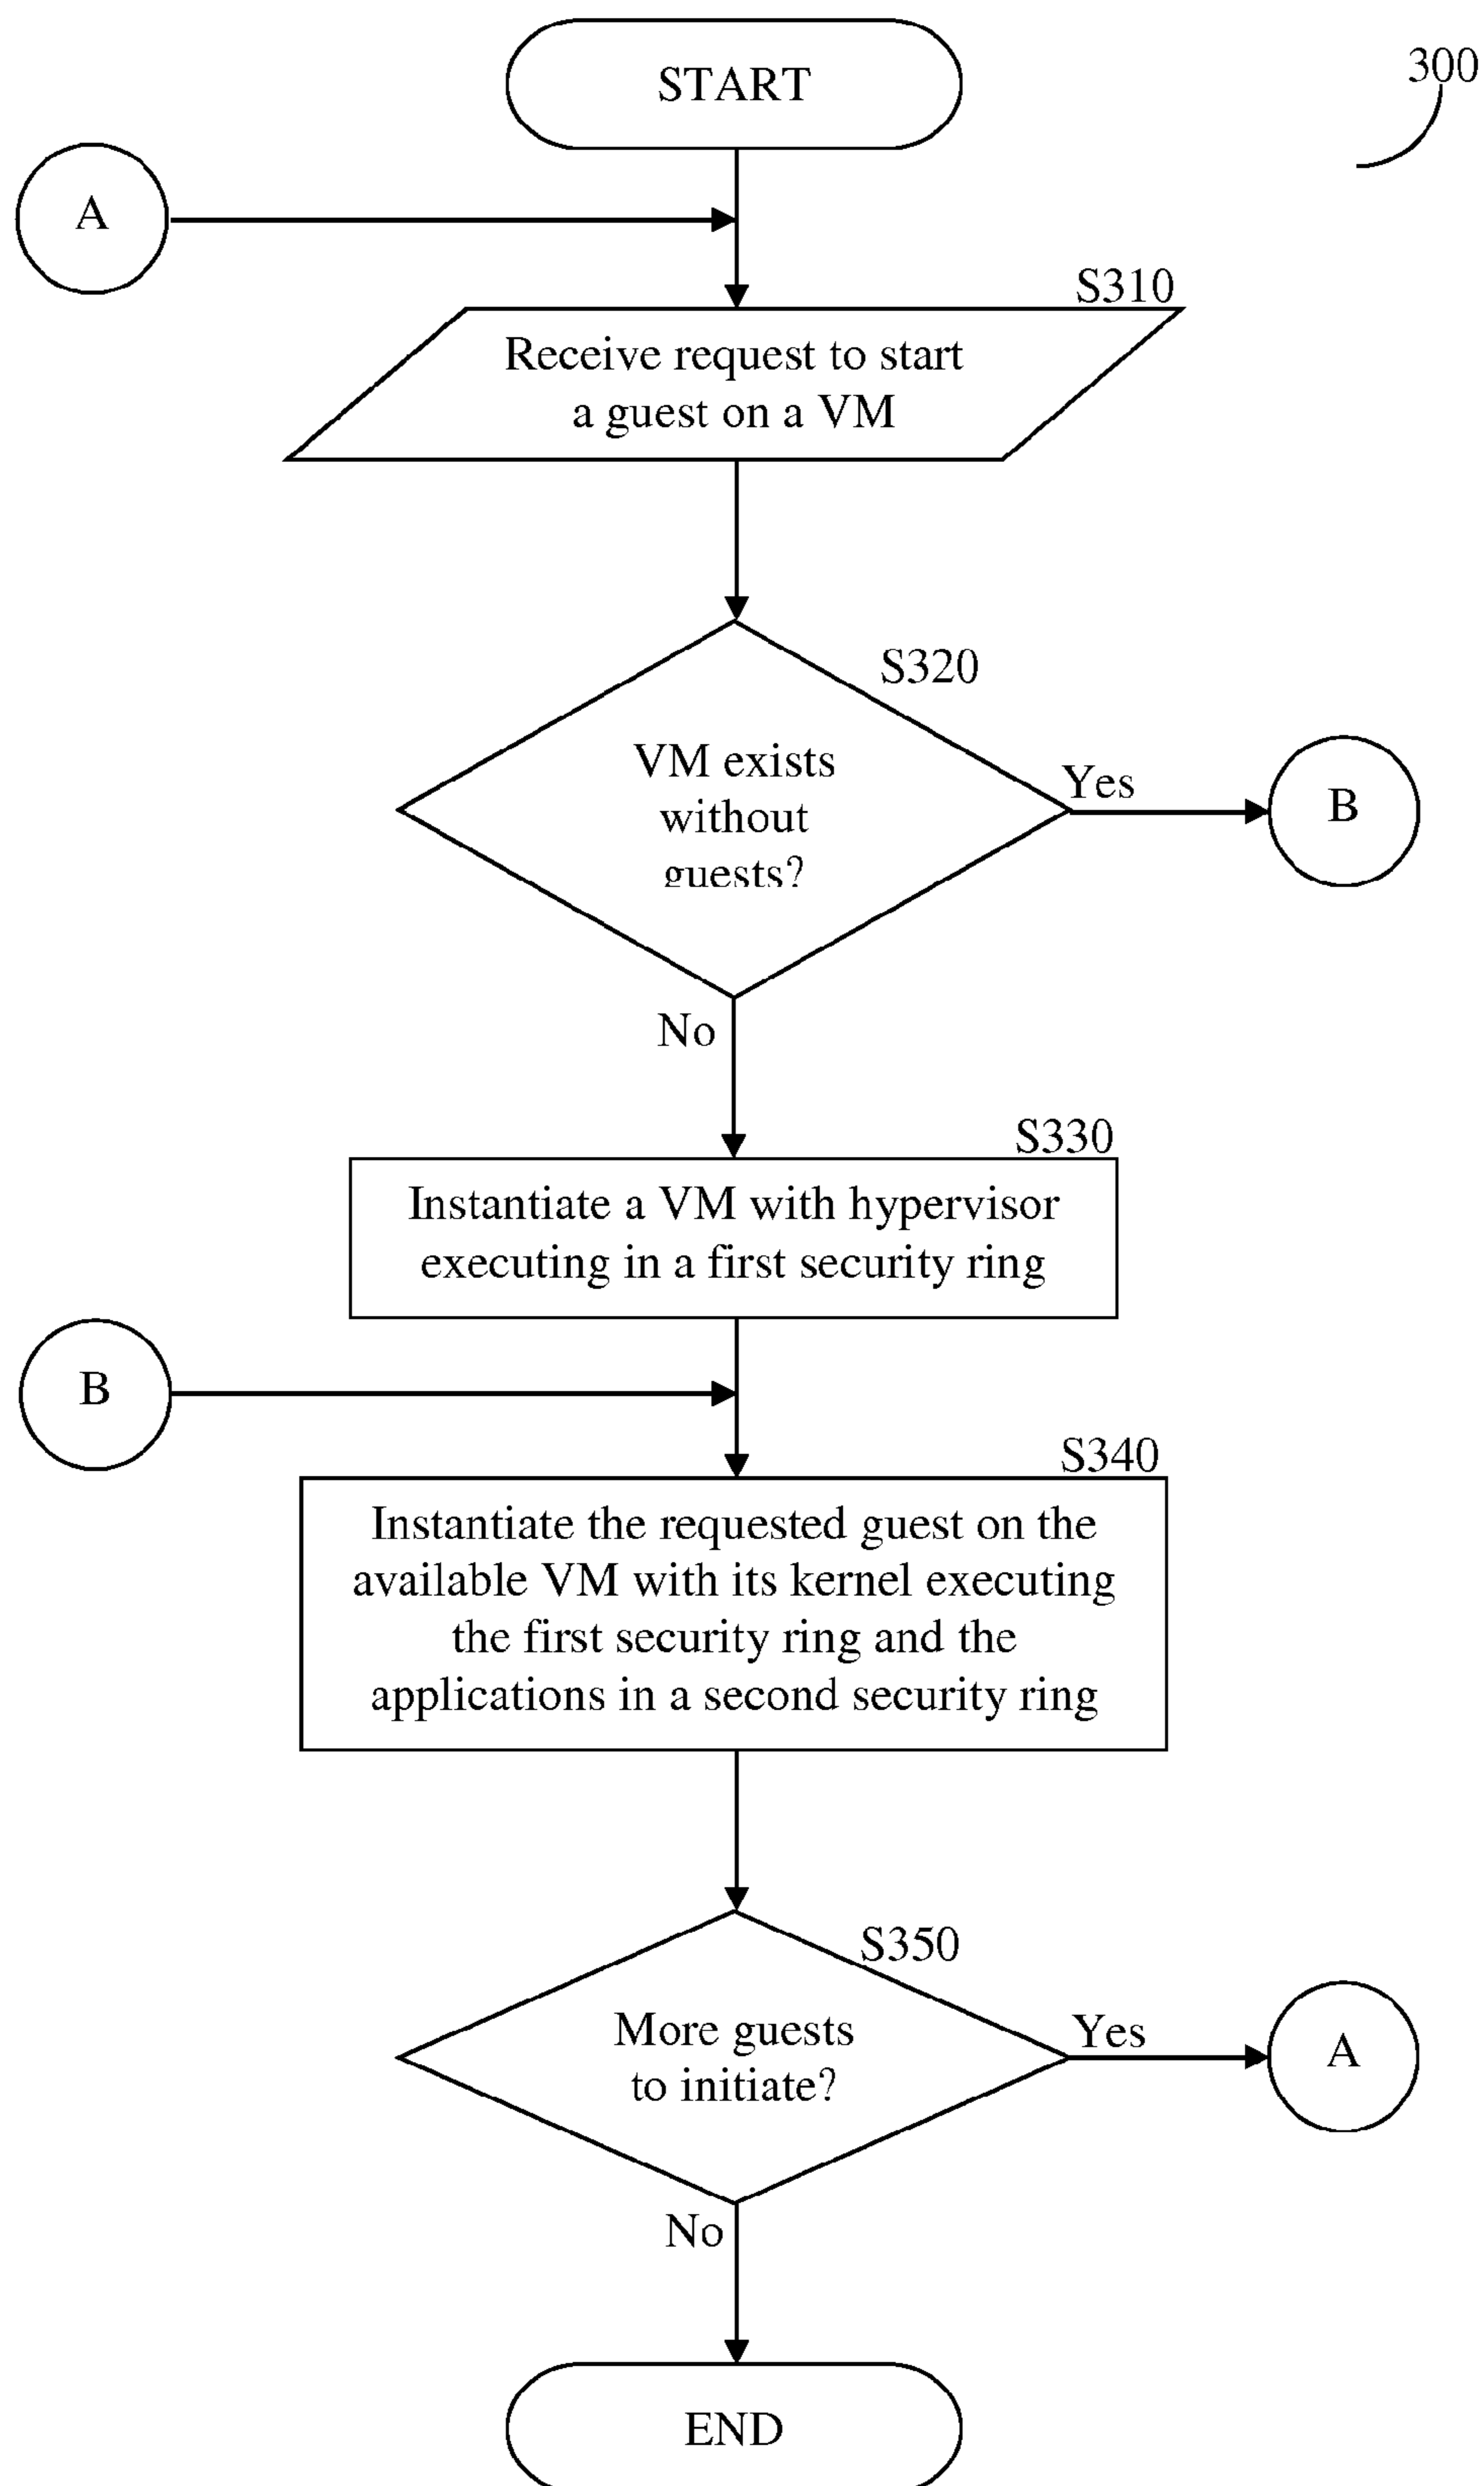 START
300
A
S310
Receive request to start
a guest on a VM
S320
VM exists
without
guests?
Yes
B
No
S330
Instantiate a VM with hypervisor
executing in a first security ring
B
S340
Instantiate the requested guest on the
available VM with its kernel executing
the first security ring and the
applications in a second security ring
S350
More guests
to initiate?
Yes
A
No
END